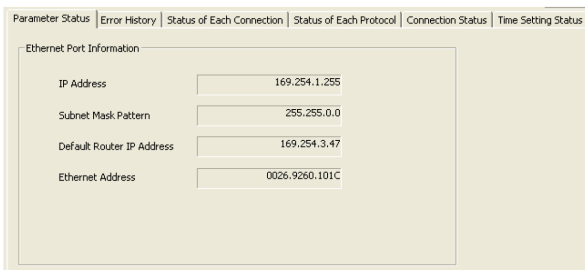 Parameter Status Error History Status of Each Connection Status of Each Protocol Connection Status Time Setting Status
Ethernet Port Information
IP Address 169.254.1.255
Subnet Mask Pattern 255.255.0.0
Default Router IP Address 169.254.3.47
Ethernet Address 0026.9260.101C